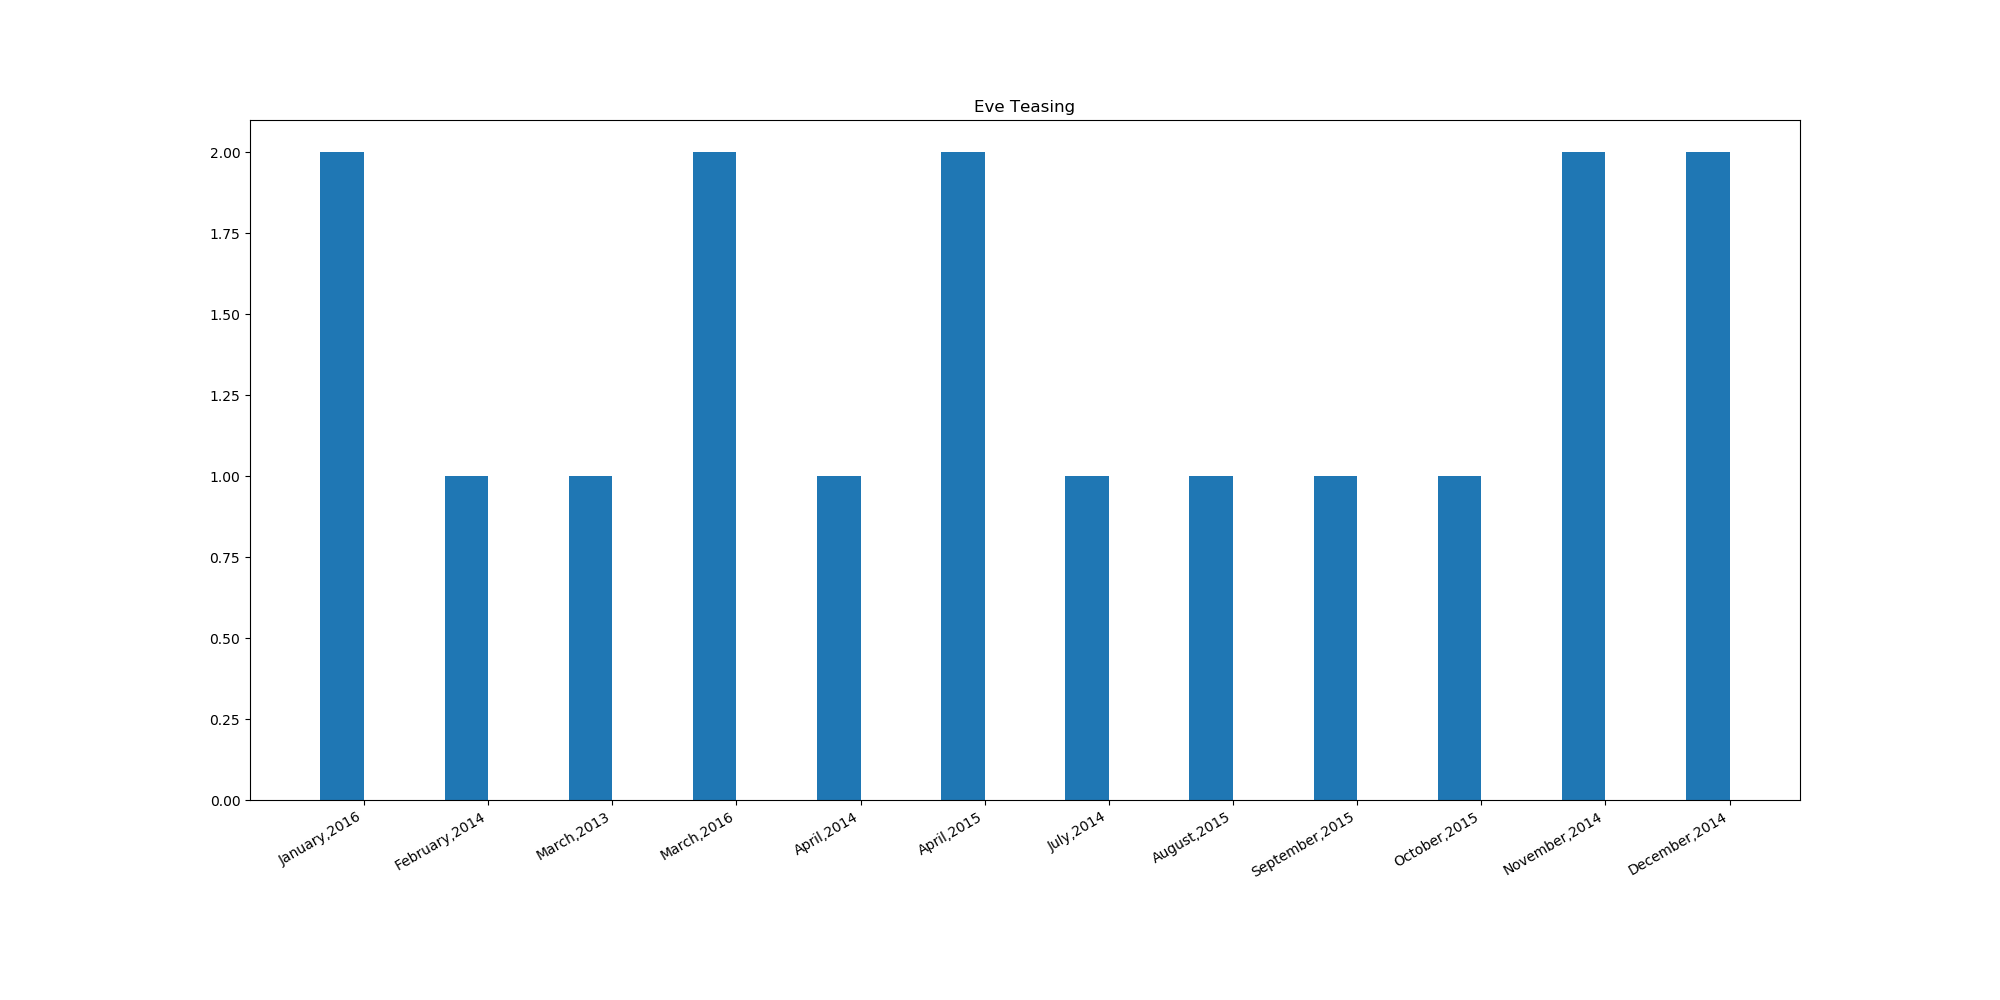 Eve Teasing
2.00
1.75
1.50
1.25
1.00
0.75
0.50
0.25
0.00
January,2016
February,2014
March,2013
March,2016
April,2014
April,2015
July,2014
August,2015
September,2015
October,2015
November,2014
December,2014